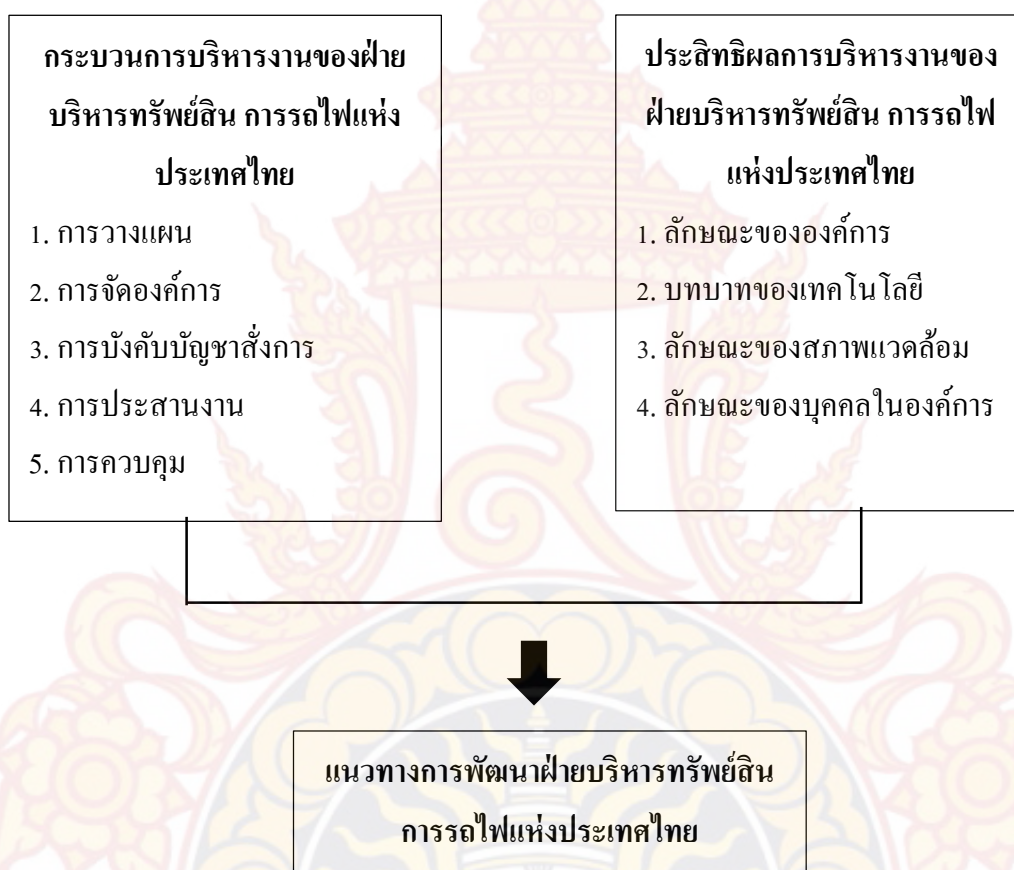 กระบวนการบริหารงานของฝ่าย
บริหารทรัพย์สิน การรถไฟแห่ง
ประเทศไทย
1. การวางแผน
2. การจัดองค์การ
3. การบังคับบัญชาสั่งการ
4. การประสานงาน
5. การควบคุม
ประสิทธิผลการบริหารงานของ
ฝ่ายบริหารทรัพย์สิน การรถไฟ
แห่งประเทศไทย
1. ลักษณะขององค์การ
2. บทบาทของเทคโนโลยี
3. ลักษณะของสภาพแวดล้อม
4. ลักษณะของบุคคลในองค์การ
แนวทางการพัฒนาฝ่ายบริหารทรัพย์สิน
การรถไฟแห่งประเทศไทย